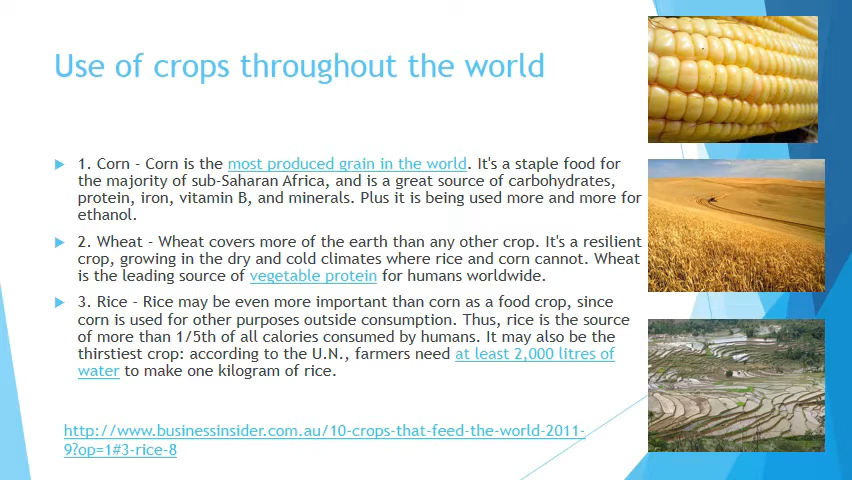 Use of crops throughout the world
1. Corn - Corn is the most produced grain in the world. It's a staple food for
the majority of sub-Saharan Africa, and is a great source of carbohydrates,
protein, iron, vitamin B, and minerals. Plus it is being used more and more for
ethanol.
2. Wheat - Wheat covers more of the earth than any other crop. It's a resilient
crop, growing in the dry and cold climates where rice and corn cannot. Wheat
is the leading source of vegetable protein for humans worldwide.
3. Rice - Rice may be even more important than corn as a food crop, since
corn is used for other purposes outside consumption. Thus, rice is the source
of more than 1/5th of all calories consumed by humans. It may also be the
thirstiest crop: according to the U.N., farmers need at least 2,000 litres of
water to make one kilogram of rice.
http://www.businessinsider.com.au/10-crops-that-feed-the-world-2011-
9?op=1#3-rice-8